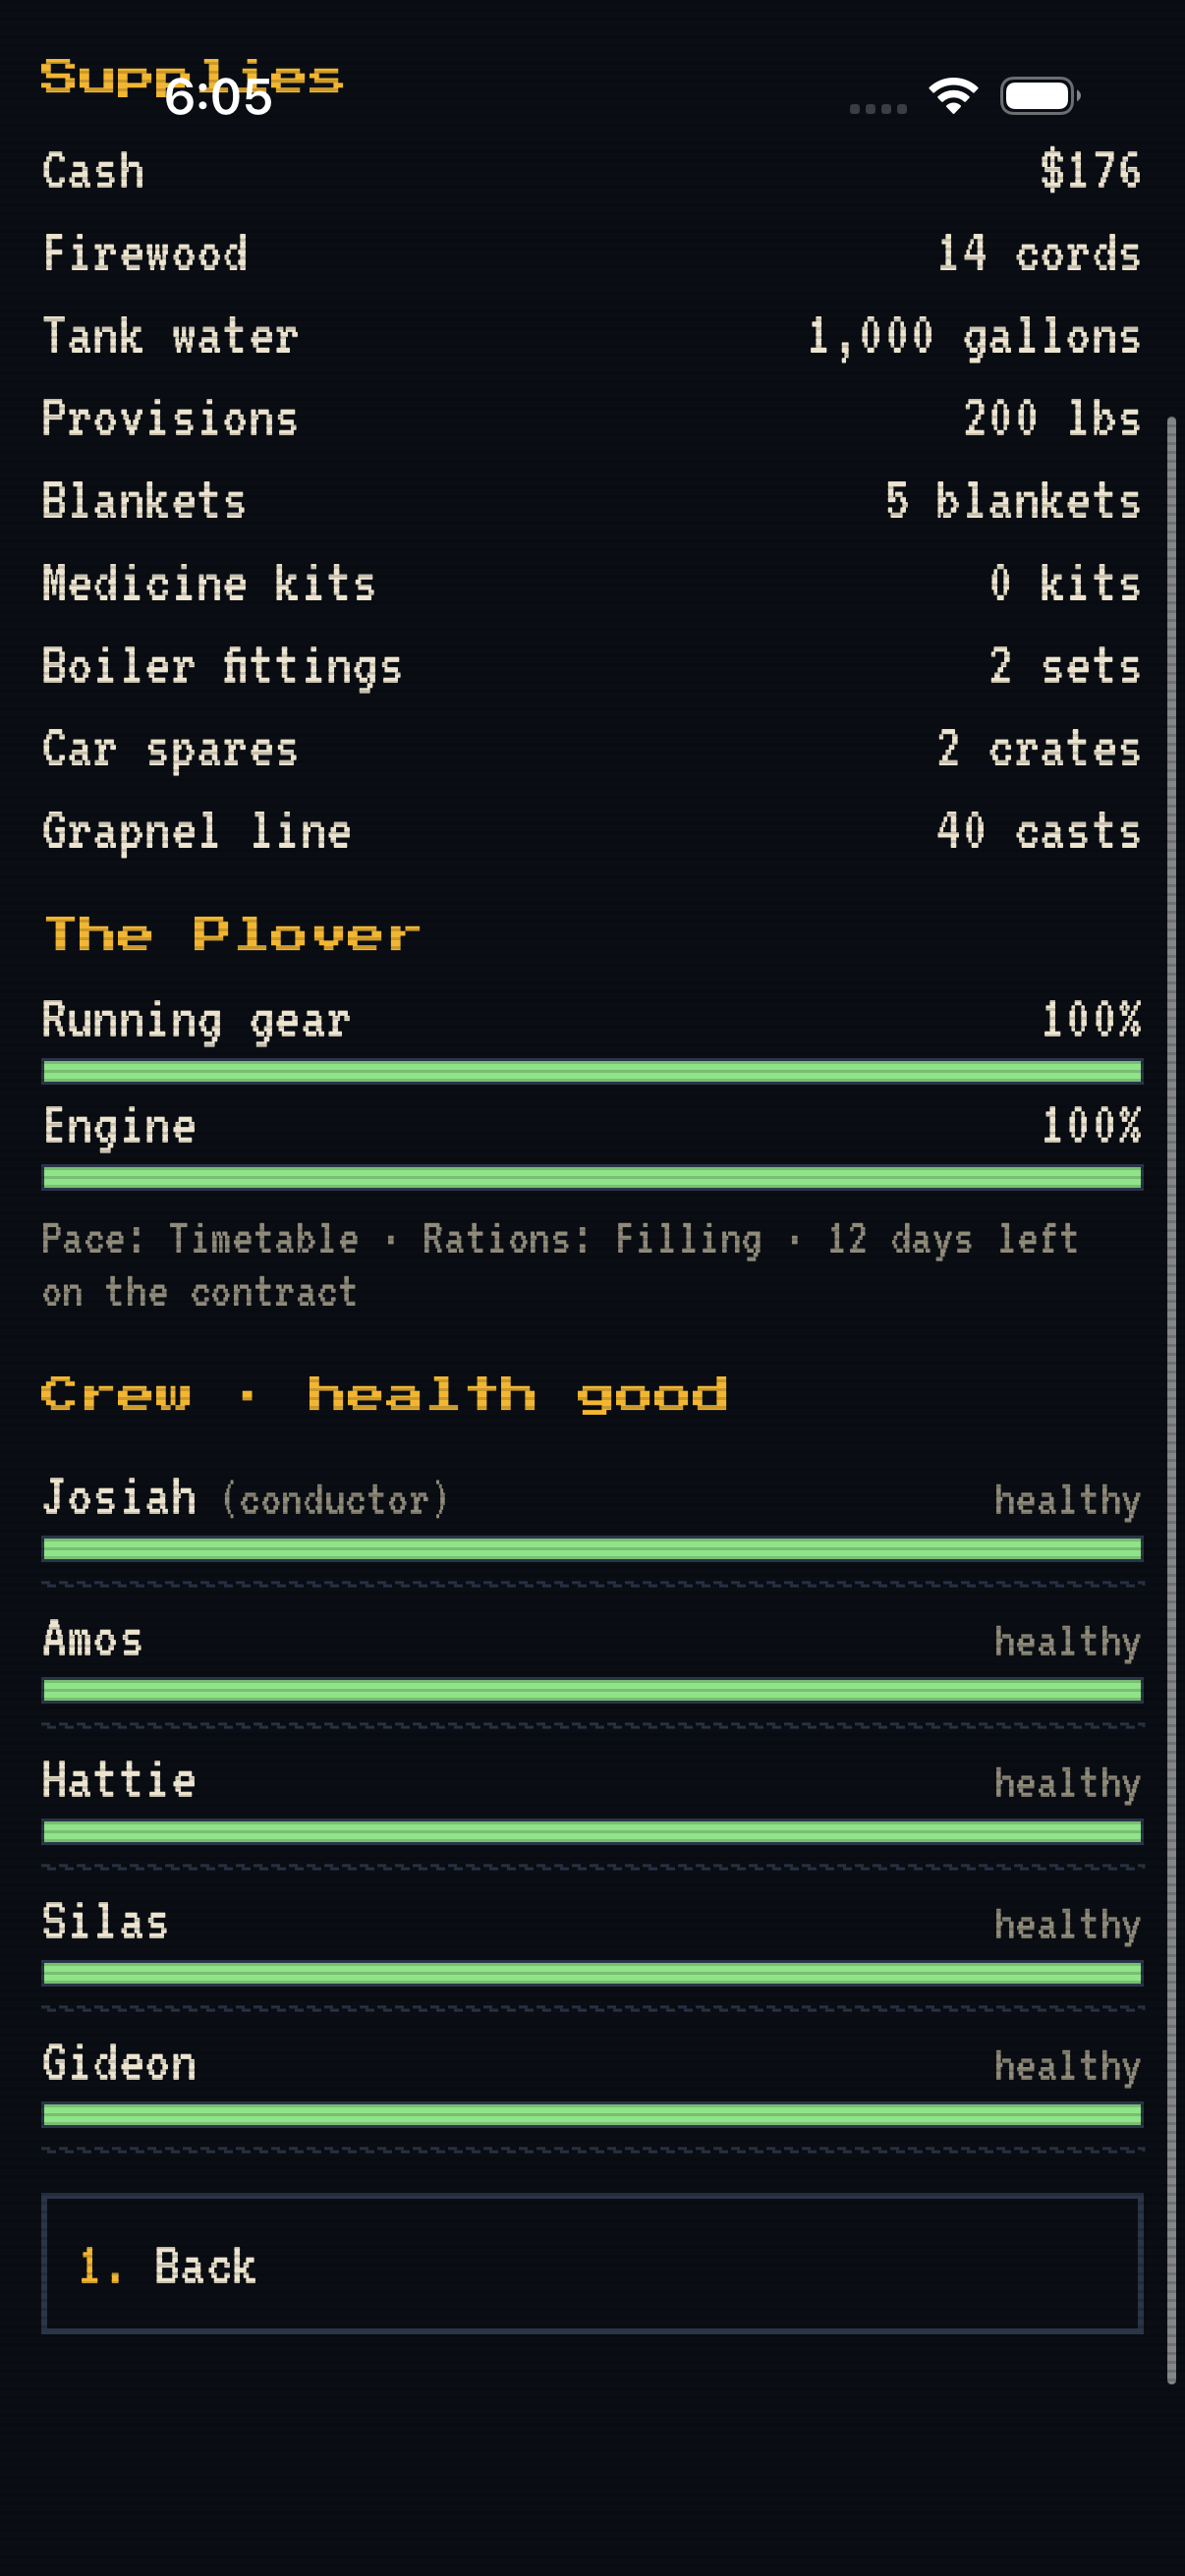 Supplies
6:05
Cash $176
Firewood 14 cords
Tank water 1,000 gallons
Provisions 200 lbs
Blankets 5 blankets
Medicine kits 0 kits
Boiler fittings 2 sets
Car spares 2 crates
Grapnel line 40 casts
The Plover
Running gear 100%
Engine 100%
Pace: Timetable · Rations: Filling · 12 days left
on the contract
Crew · health good
Josiah (conductor) healthy
Amos healthy
Hattie healthy
Silas healthy
Gideon healthy
1. Back